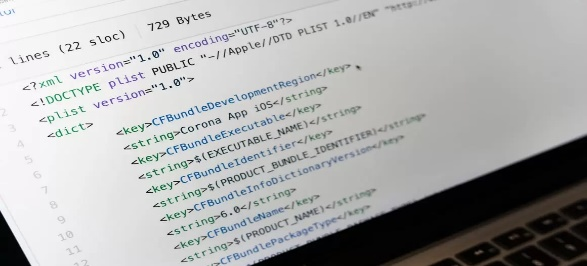 lines (22 sloc) 729 Bytes
<?xml version="1.0" encoding="UTF-8"?>
<!DOCTYPE plist PUBLIC "-//Apple//DTD PLIST 1.0//EN" "http://
<plist version="1.0">
<dict>
<key>CFBundleDevelopmentRegion</key>
<string>Corona App iOS</string>
<key>CFBundleExecutable</key>
<string>$(EXECUTABLE_NAME)</string>
<key>CFBundleIdentifier</key>
<string>$(PRODUCT_BUNDLE_IDENTIFIER)</string>
<key>CFBundleInfoDictionaryVersion</key>
<string>6.0</string>
<key>CFBundleName</key>
<string>$(PRODUCT_NAME)</string>
<key>CFBundlePackageType</key>
2
3
4
5
6
7
8
9
10
11
12